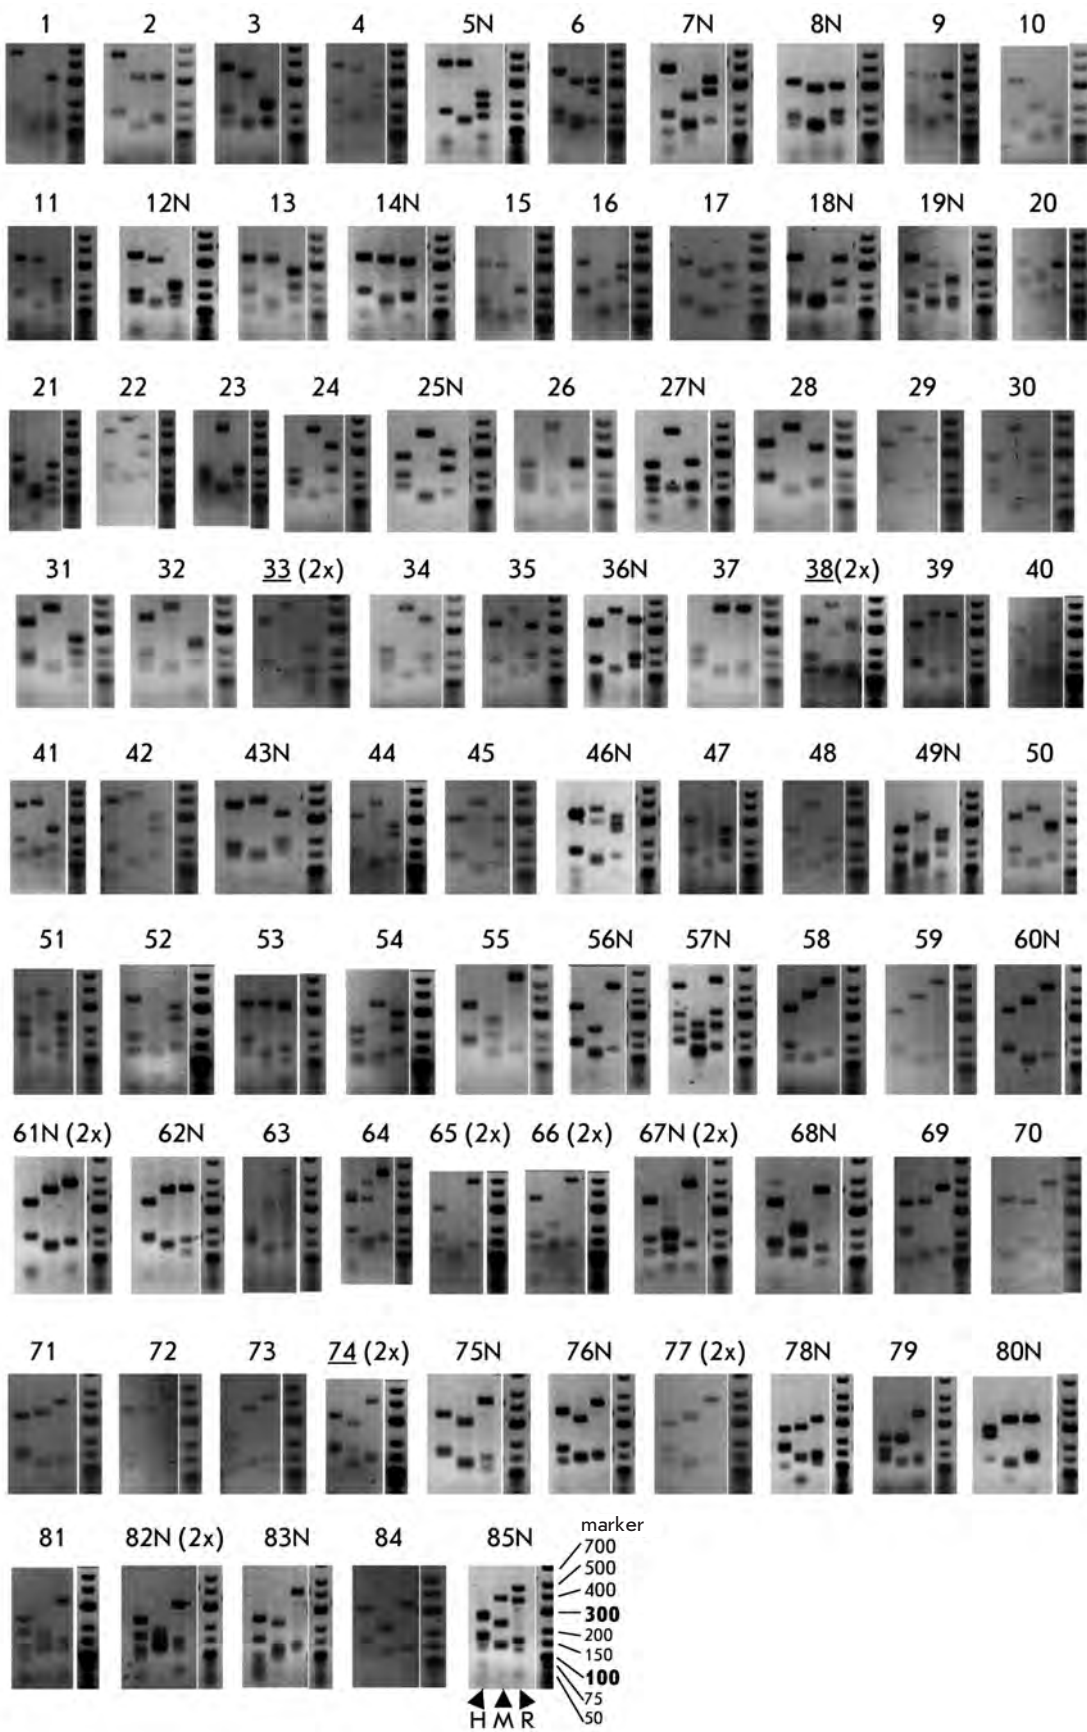 1 2 3 4 5N 6 7N 8N 9 10
11 12N 13 14N 15 16 17 18N 19N 20
21 22 23 24 25N 26 27N 28 29 30
31 32 33 (2x) 34 35 36N 37 38(2x) 39 40
41 42 43N 44 45 46N 47 48 49N 50
51 52 53 54 55 56N 57N 58 59 60N
61N (2x) 62N 63 64 65 (2x) 66 (2x) 67N (2x) 68N 69 70
71 72 73 74 (2x) 75N 76N 77 (2x) 78N 79 80N
81 82N (2x) 83N 84 85N
marker
700
500
400
300
200
150
100
75
50
H M R